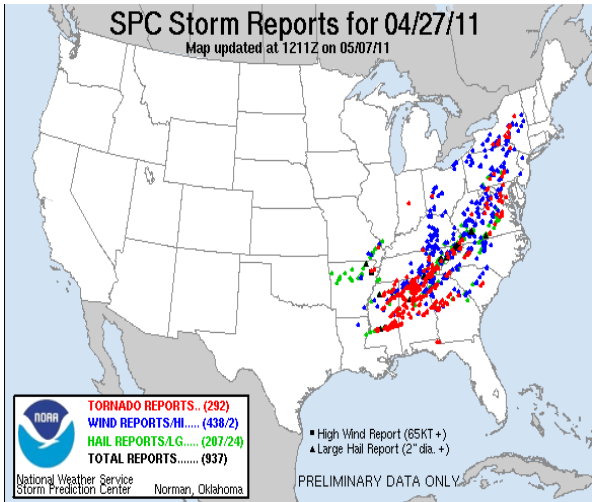 SPC Storm Reports for 04/27/11
Map updated at 1211Z on 05/07/11
NOAA
TORNADO REPORTS.. (292)
WIND REPORTS/HI..... (438/2)
HAIL REPORTS/LG..... (207/24)
TOTAL REPORTS....... (937)
National Weather Service
Storm Prediction Center Norman, Oklahoma
High Wind Report (65KT +)
Large Hail Report (2" dia. +)
PRELIMINARY DATA ONLY